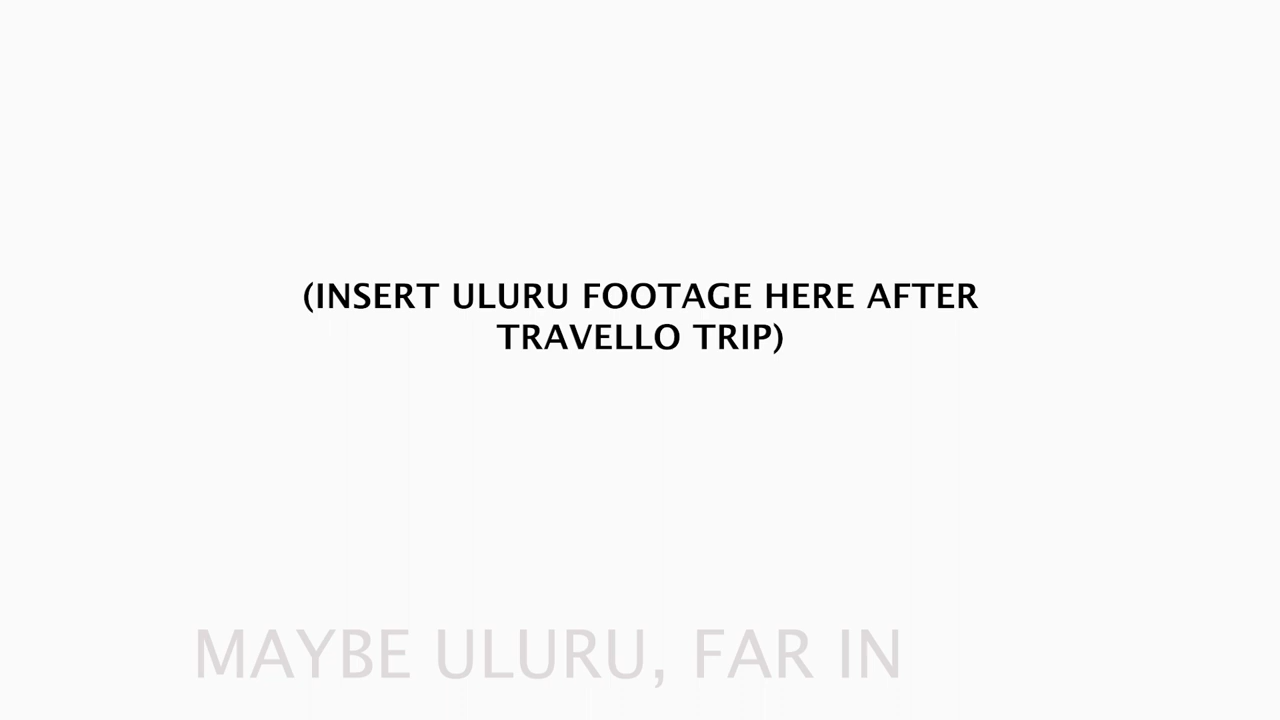 (INSERT ULURU FOOTAGE HERE AFTER
TRAVELLO TRIP)
MAYBE ULURU, FAR IN